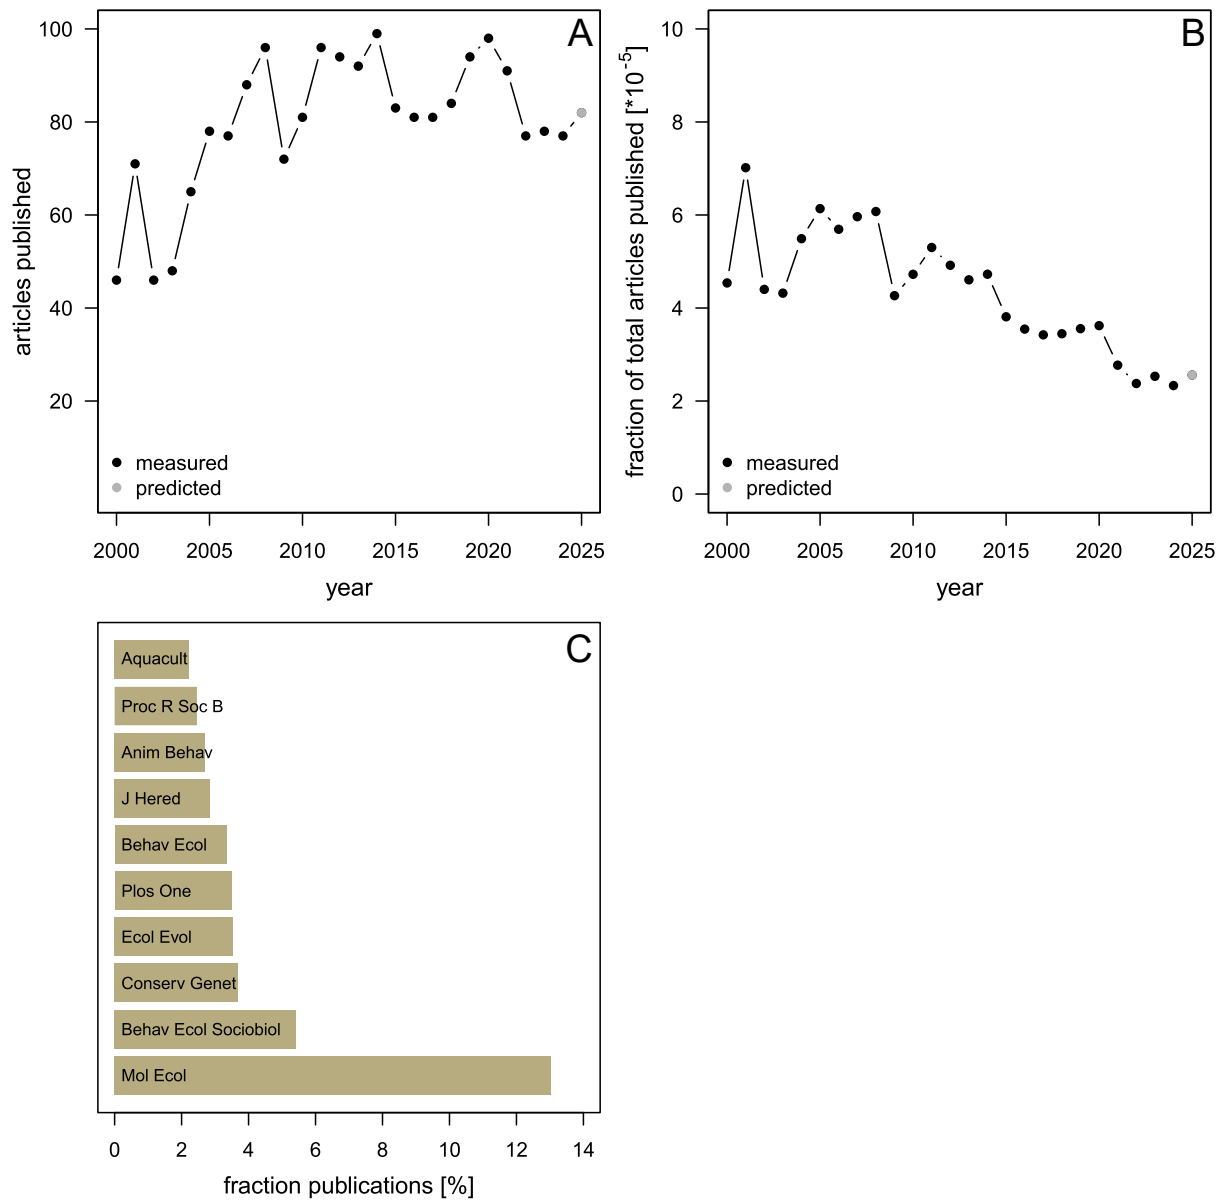 A
articles published
100
80
60
40
20
measured
predicted
2000 2005 2010 2015 2020 2025
year
B
fraction of total articles published [*10^-5]
10
8
6
4
2
0
measured
predicted
2000 2005 2010 2015 2020 2025
year
C
Aquacult
Proc R Soc B
Anim Behav
J Hered
Behav Ecol
Plos One
Ecol Evol
Conserv Genet
Behav Ecol Sociobiol
Mol Ecol
0 2 4 6 8 10 12 14
fraction publications [%]